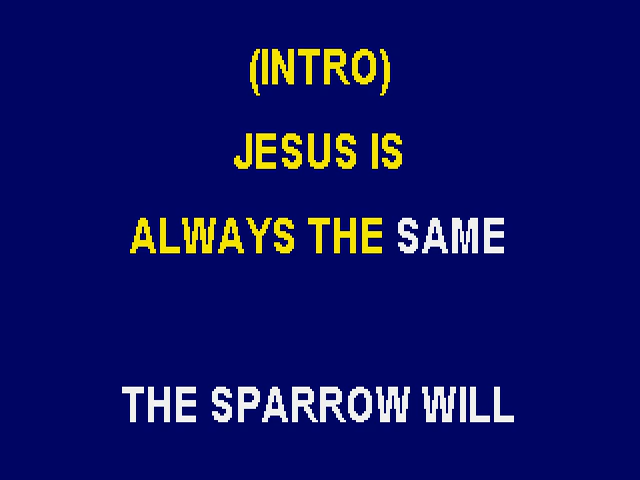 (INTRO)
JESUS IS
ALWAYS THE SAME
THE SPARROW WILL